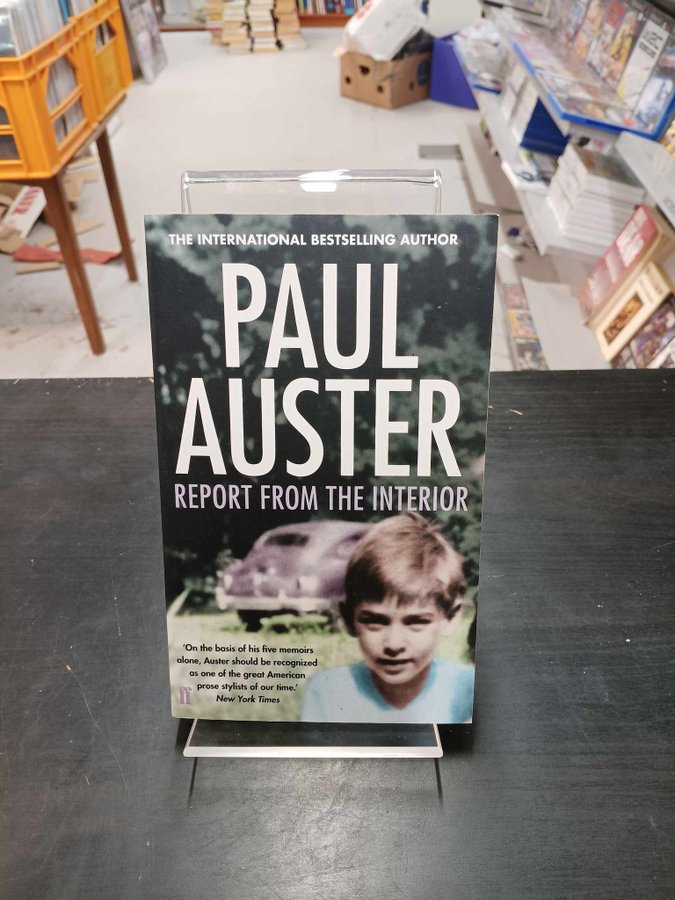 THE INTERNATIONAL BESTSELLING AUTHOR
PAUL
AUSTER
REPORT FROM THE INTERIOR
'On the basis of his five memoirs
alone, Auster should be recognized
as one of the great American
prose stylists of our time.'
New York Times
ff